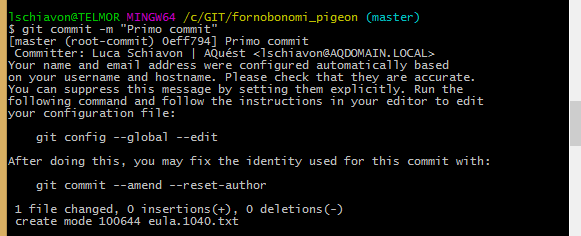 lschiavon@TELMOR MINGW64 /c/GIT/fornobonomi_pigeon (master)
$ git commit -m "Primo commit"
[master (root-commit) 0eff794] Primo commit
 Committer: Luca Schiavon | AQuést <lschiavon@AQDOMAIN.LOCAL>
Your name and email address were configured automatically based
on your username and hostname. Please check that they are accurate.
You can suppress this message by setting them explicitly. Run the
following command and follow the instructions in your editor to edit
your configuration file:

    git config --global --edit

After doing this, you may fix the identity used for this commit with:

    git commit --amend --reset-author

 1 file changed, 0 insertions(+), 0 deletions(-)
 create mode 100644 eula.1040.txt